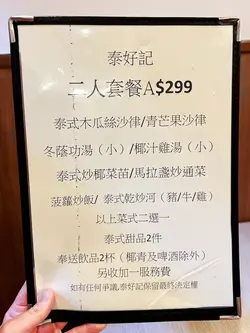 泰好記
二人套餐A$299
泰式木瓜絲沙律/青芒果沙律
冬蔭功湯（小）/椰汁雞湯（小）
泰式炒椰菜苗/馬拉盞炒通菜
菠蘿炒飯/ 泰式乾炒河（豬/牛/雞）
以上菜式二選一
泰式甜品2件
泰送飲品2杯（椰青及啤酒除外）
另收加一服務費
如有任何爭議,泰好記保留最終決定權